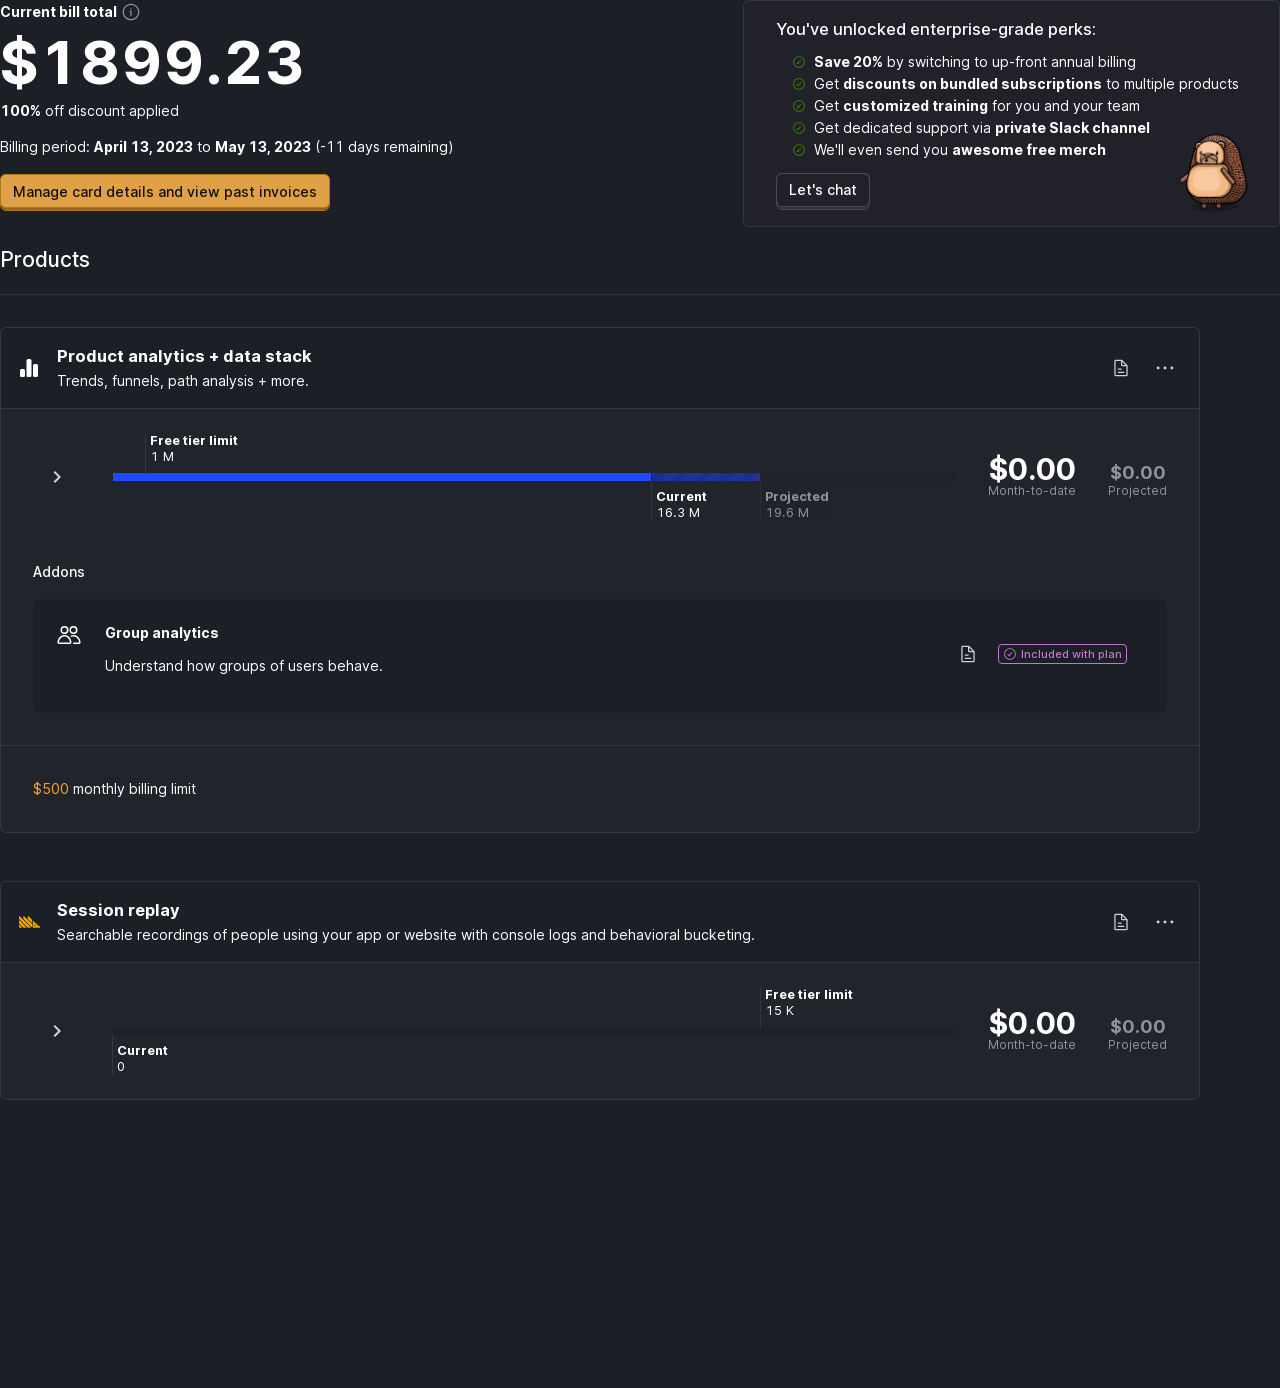 Current bill total
$1899.23
100% off discount applied
Billing period: April 13, 2023 to May 13, 2023 (-11 days remaining)
Manage card details and view past invoices
You've unlocked enterprise-grade perks:
Save 20% by switching to up-front annual billing
Get discounts on bundled subscriptions to multiple products
Get customized training for you and your team
Get dedicated support via private Slack channel
We'll even send you awesome free merch
Let's chat
Products
Product analytics + data stack
Trends, funnels, path analysis + more.
Free tier limit
1 M
Current
16.3 M
Projected
19.6 M
$0.00
Month-to-date
$0.00
Projected
Addons
Group analytics
Understand how groups of users behave.
Included with plan
$500 monthly billing limit
Session replay
Searchable recordings of people using your app or website with console logs and behavioral bucketing.
Free tier limit
15 K
Current
0
$0.00
Month-to-date
$0.00
Projected